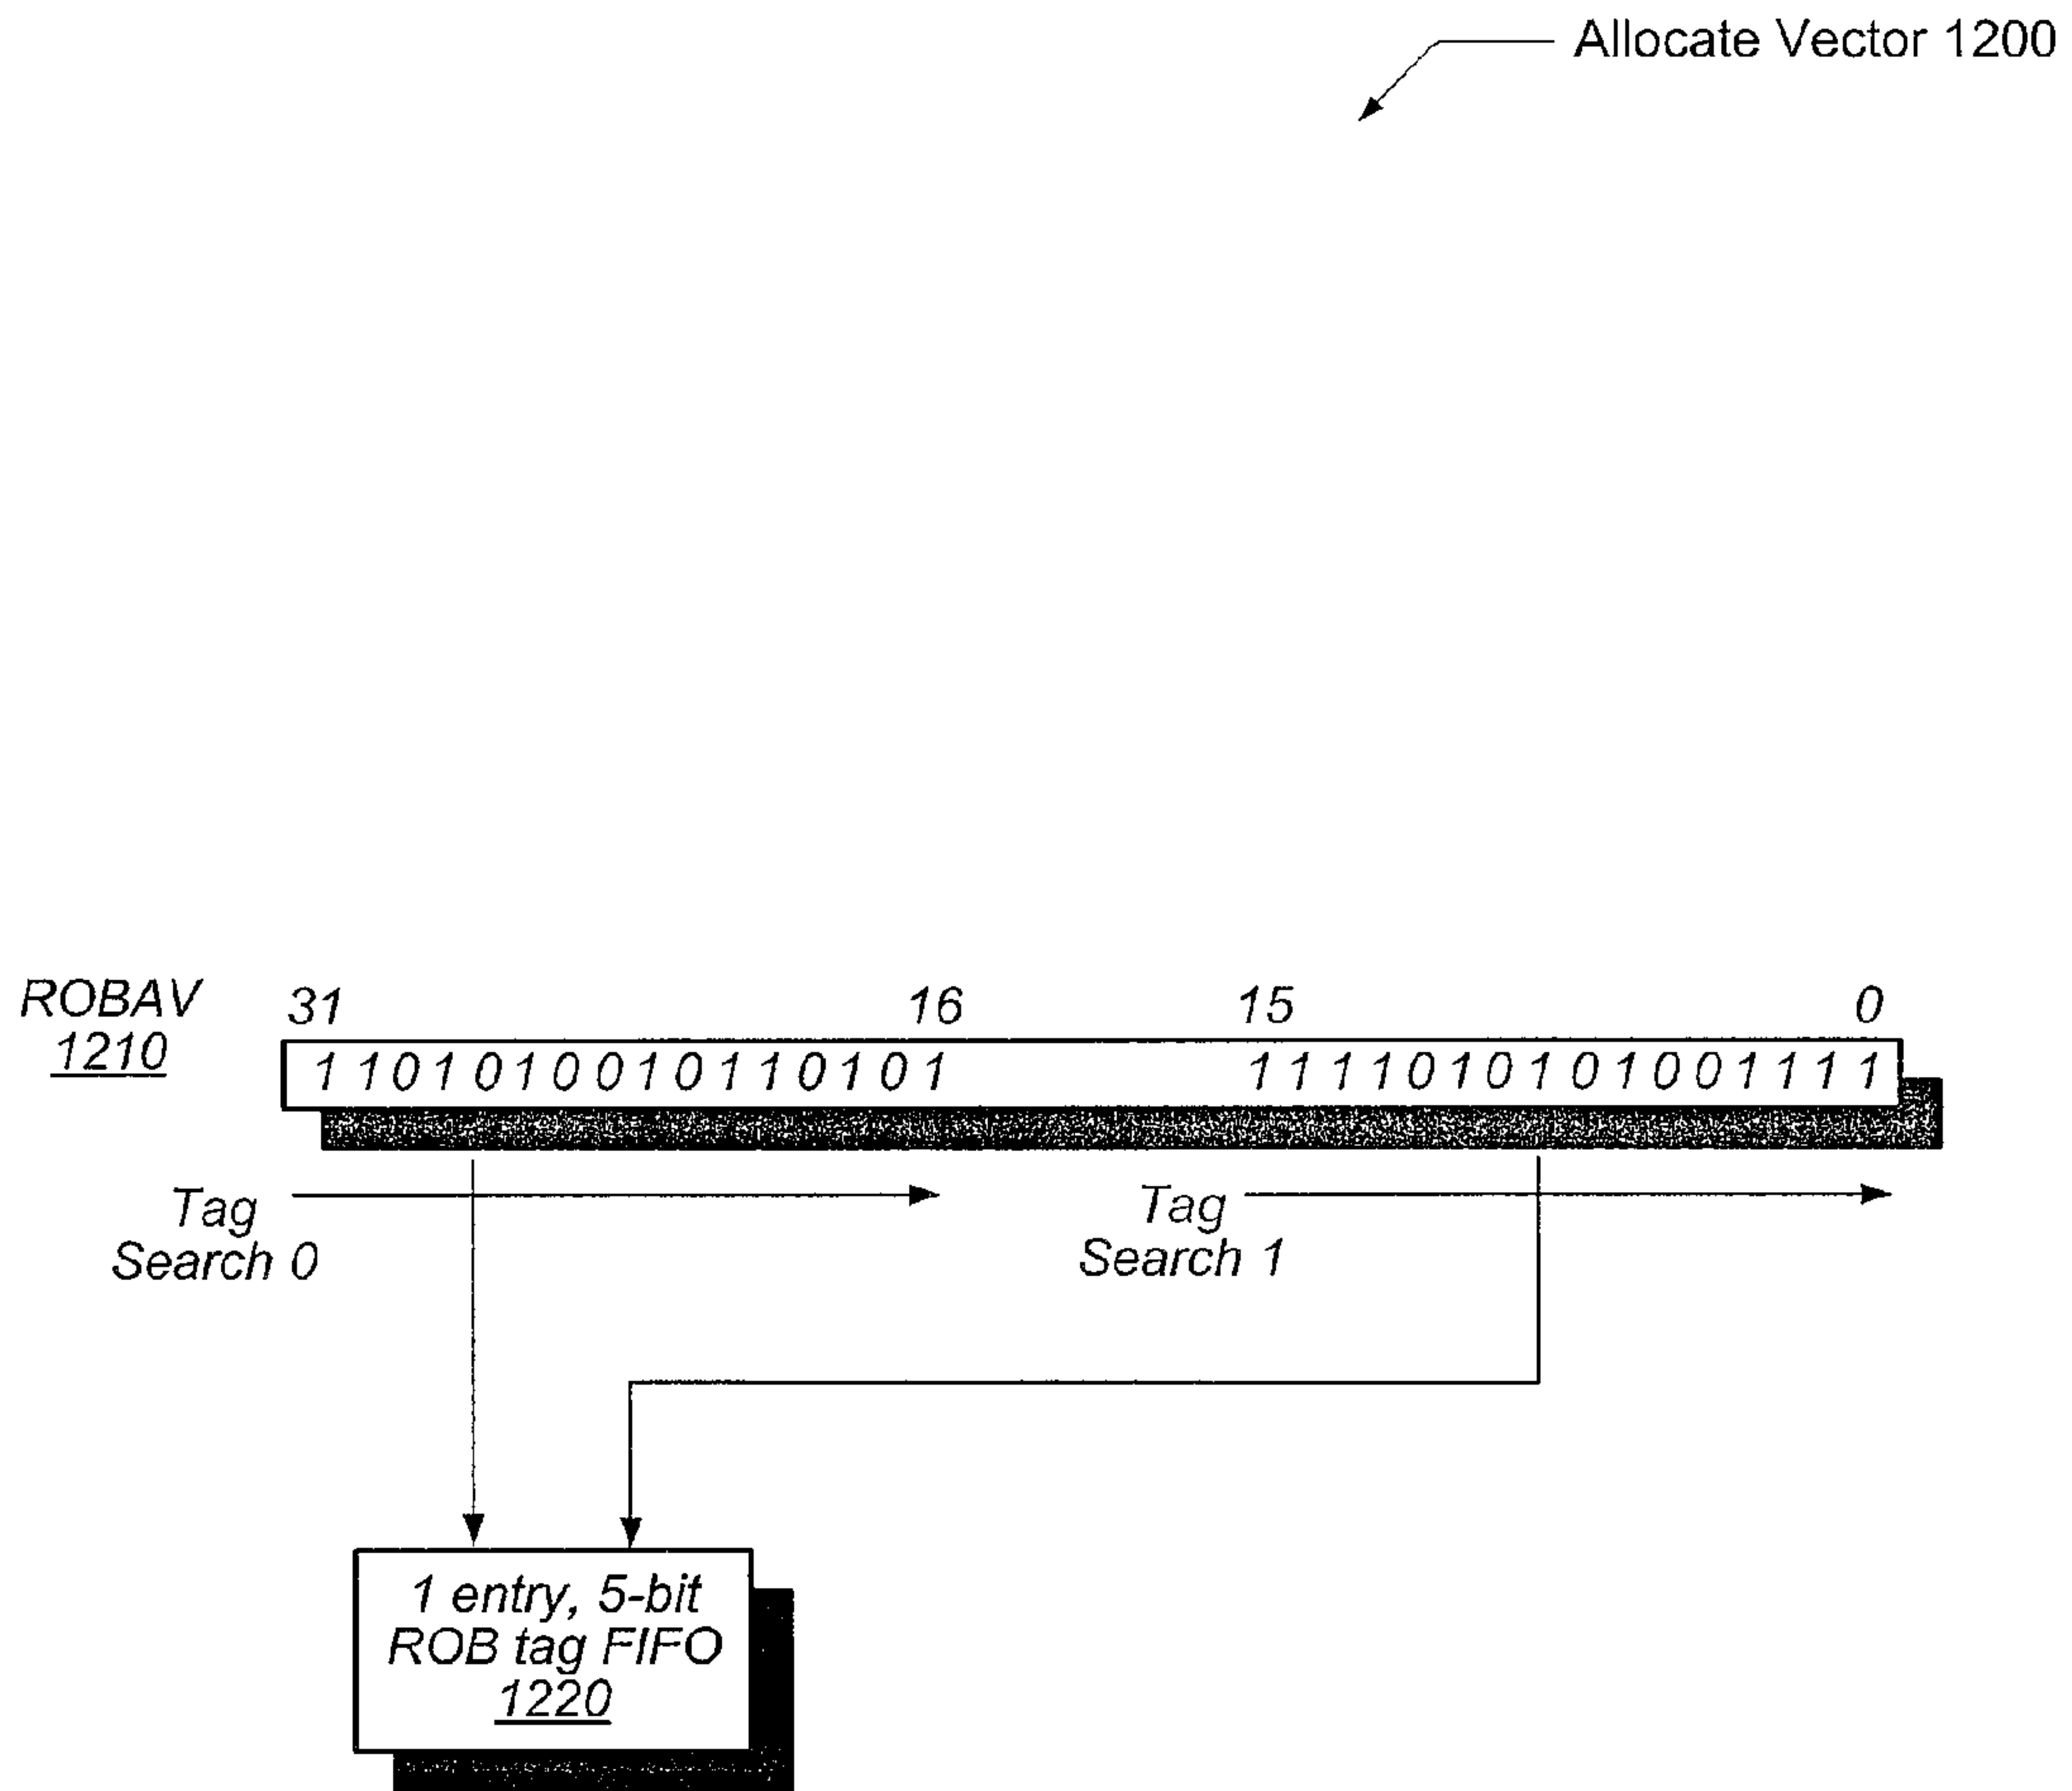 Allocate Vector 1200
ROBAV
1210
31 16 15 0
1 1 0 1 0 1 0 0 1 0 1 1 0 1 0 1 1 1 1 1 0 1 0 1 0 1 0 0 1 1 1 1
Tag
Search 0
Tag
Search 1
1 entry, 5-bit
ROB tag FIFO
1220